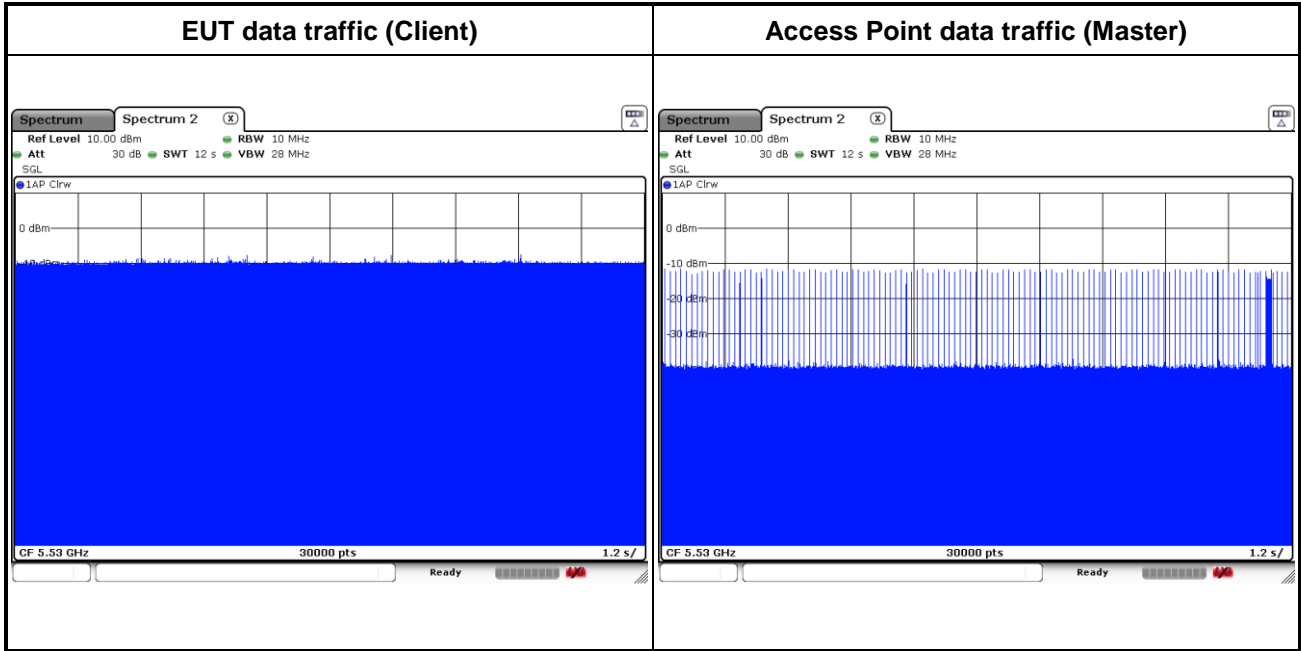 EUT data traffic (Client)
Access Point data traffic (Master)
Spectrum Spectrum 2 X
Ref Level 10.00 dBm RBW 10 MHz
Att 30 dB SWT 12 s VBW 28 MHz
SGL
1AP Clrw
0 dBm
-10 dBm
CF 5.53 GHz 30000 pts 1.2 s/
Ready
Spectrum Spectrum 2 X
Ref Level 10.00 dBm RBW 10 MHz
Att 30 dB SWT 12 s VBW 28 MHz
SGL
1AP Clrw
0 dBm
-10 dBm
-20 dBm
-30 dBm
CF 5.53 GHz 30000 pts 1.2 s/
Ready